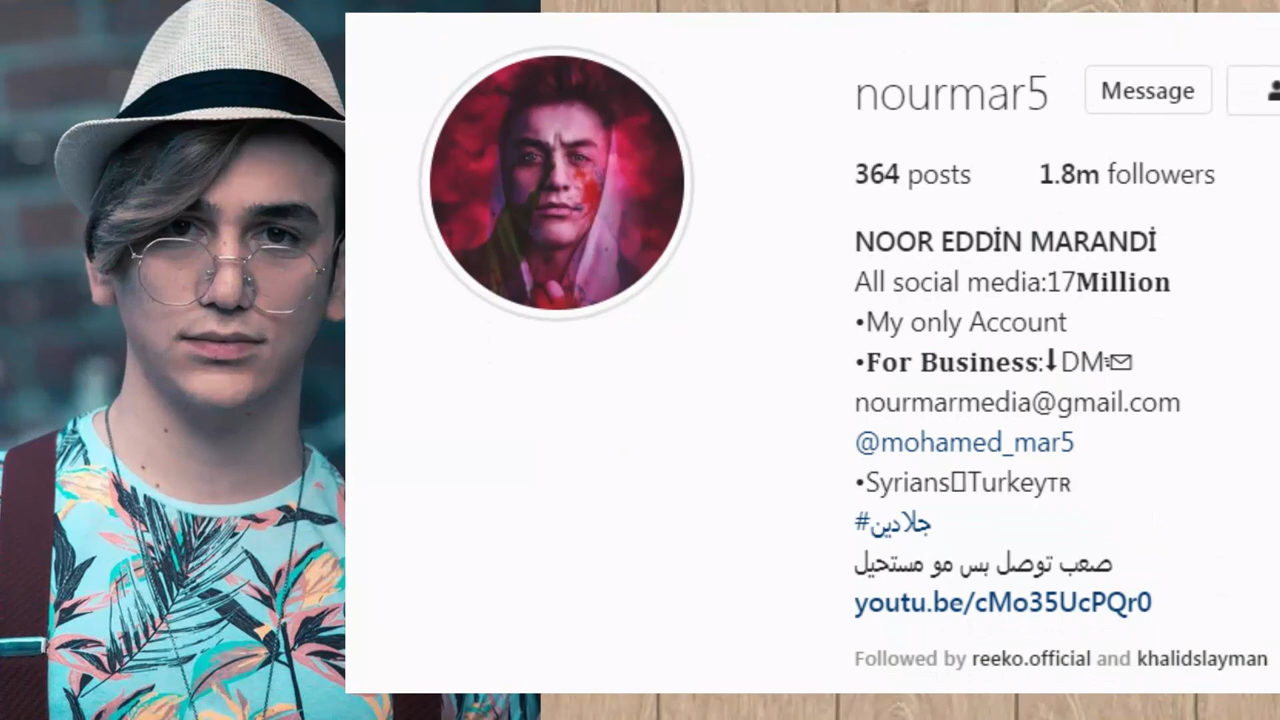 nourmar5 Message
364 posts 1.8m followers
NOOR EDDİN MARANDİ
All social media:17Million
•My only Account
•For Business:⬇DM📨
nourmarmedia@gmail.com
@mohamed_mar5
•Syrians▯TurkeyTR
#جلادين
صعب توصل بس مو مستحيل
youtu.be/cMo35UcPQr0
Followed by reeko.official and khalidslayman